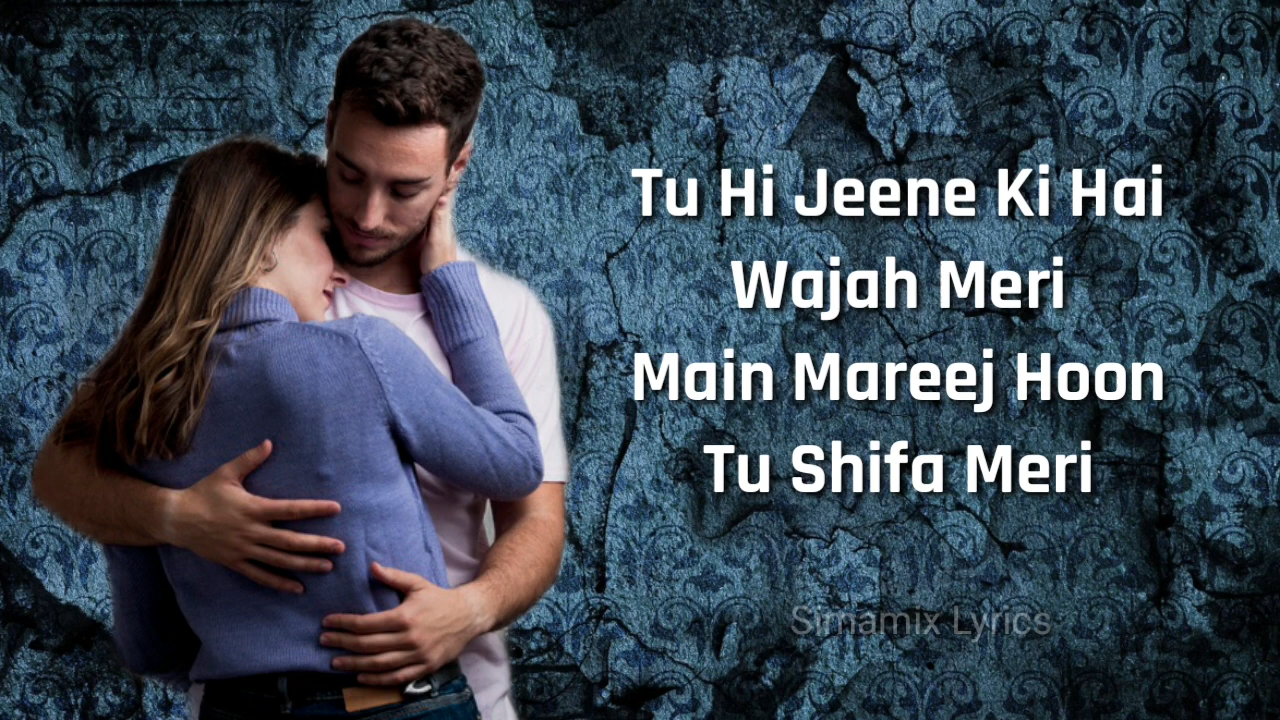 Tu Hi Jeene Ki Hai
Wajah Meri
Main Mareej Hoon
Tu Shifa Meri
Simamix Lyrics